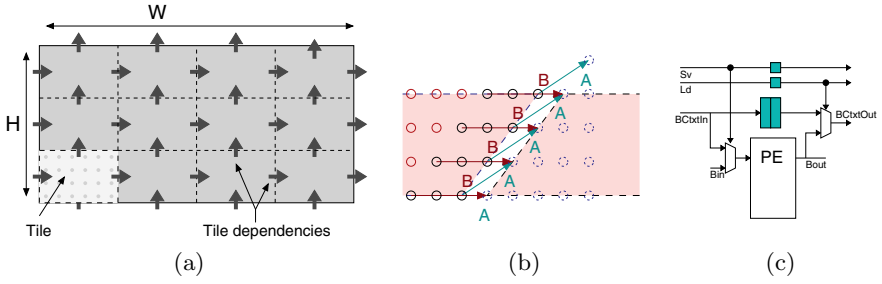 W
H
Tile
Tile dependencies
(a)
A
B
A
B
A
B
A
B
A
(b)
Sv
Ld
BCtxtIn
BCtxtOut
PE
Bin
Bout
(c)